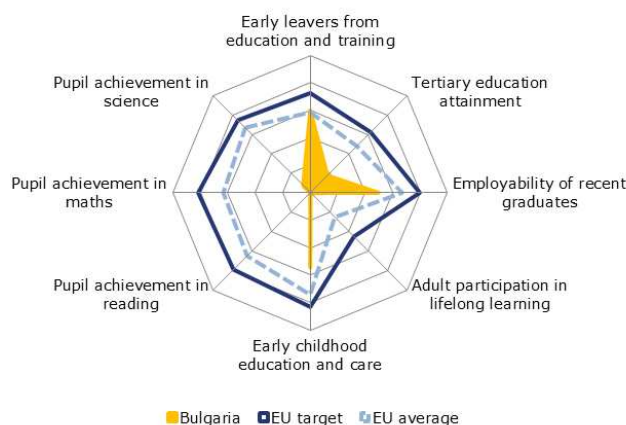 Early leavers from
education and training
Pupil achievement in
science
Tertiary education
attainment
Pupil achievement in
maths
Employability of recent
graduates
Pupil achievement in
reading
Adult participation in
lifelong learning
Early childhood
education and care
Bulgaria EU target EU average